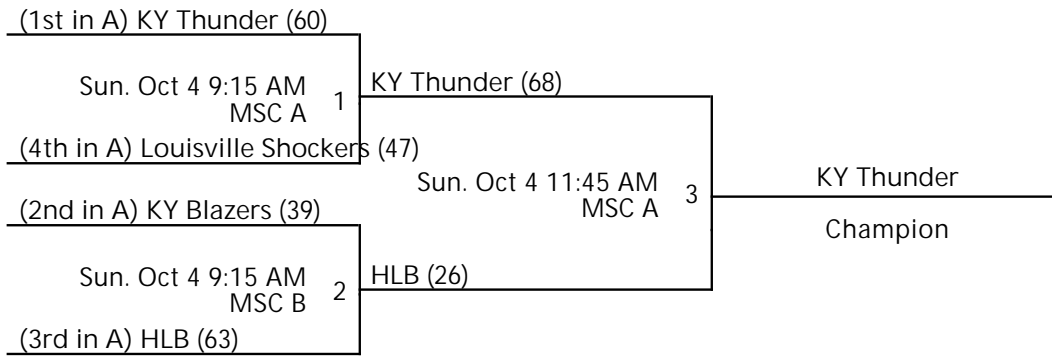 (1st in A) KY Thunder (60)
Sun. Oct 4 9:15 AM
MSC A
1
KY Thunder (68)
(4th in A) Louisville Shockers (47)
Sun. Oct 4 11:45 AM
MSC A
3
KY Thunder
Champion
(2nd in A) KY Blazers (39)
Sun. Oct 4 9:15 AM
MSC B
2
HLB (26)
(3rd in A) HLB (63)